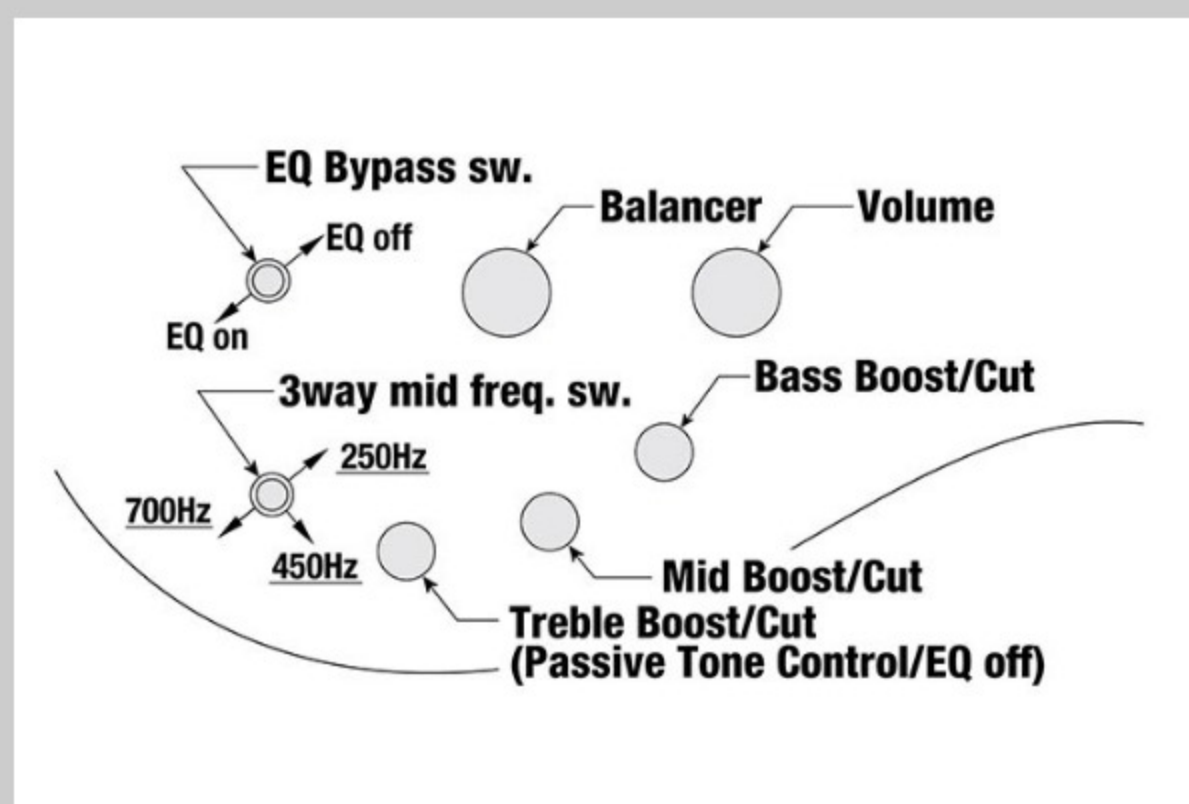 EQ Bypass sw.
EQ off
EQ on
Balancer
Volume
3way mid freq. sw.
250Hz
700Hz
450Hz
Bass Boost/Cut
Mid Boost/Cut
Treble Boost/Cut
(Passive Tone Control/EQ off)